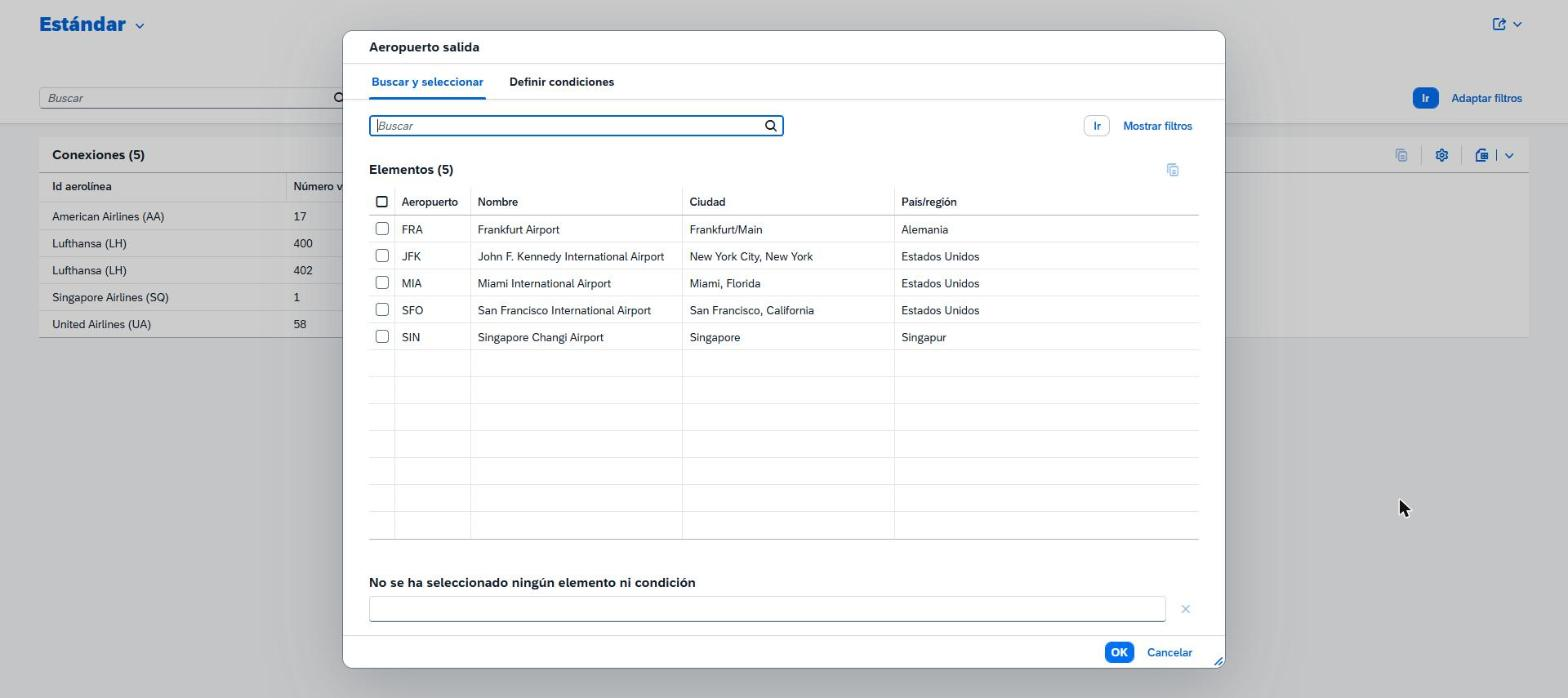 Estándar
Buscar
Ir
Adaptar filtros
Conexiones (5)
Id aerolínea
Número v
American Airlines (AA)
17
Lufthansa (LH)
400
Lufthansa (LH)
402
Singapore Airlines (SQ)
1
United Airlines (UA)
58
Aeropuerto salida
Buscar y seleccionar
Definir condiciones
Buscar
Ir
Mostrar filtros
Elementos (5)
Aeropuerto Nombre Ciudad País/región
FRA Frankfurt Airport Frankfurt/Main Alemania
JFK John F. Kennedy International Airport New York City, New York Estados Unidos
MIA Miami International Airport Miami, Florida Estados Unidos
SFO San Francisco International Airport San Francisco, California Estados Unidos
SIN Singapore Changi Airport Singapore Singapur
No se ha seleccionado ningún elemento ni condición
OK
Cancelar